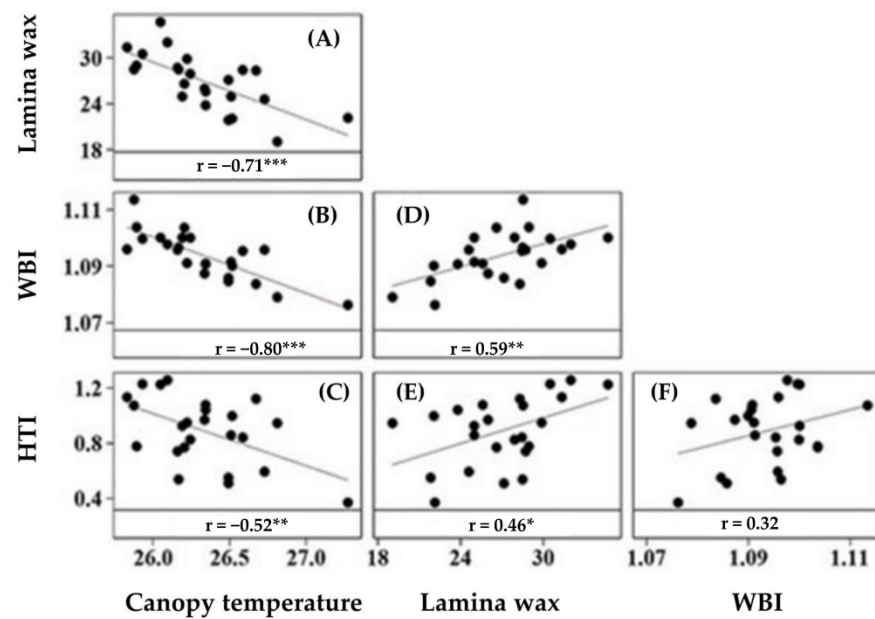 Lamina wax
30
24
18
(A)
r = −0.71***
WBI
1.11
1.09
1.07
(B)
r = −0.80***
(D)
r = 0.59**
HTI
1.2
0.8
0.4
(C)
r = −0.52**
(E)
r = 0.46*
(F)
r = 0.32
26.0 26.5 27.0 18 24 30 1.07 1.09 1.11
Canopy temperature Lamina wax WBI